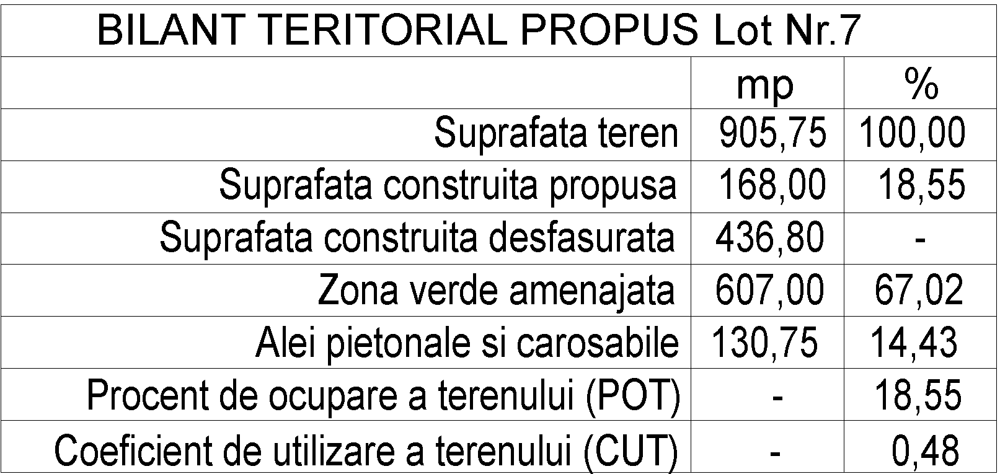 BILANT TERITORIAL PROPUS Lot Nr.7
mp %
Suprafata teren 905,75 100,00
Suprafata construita propusa 168,00 18,55
Suprafata construita desfasurata 436,80 -
Zona verde amenajata 607,00 67,02
Alei pietonale si carosabile 130,75 14,43
Procent de ocupare a terenului (POT) - 18,55
Coeficient de utilizare a terenului (CUT) - 0,48